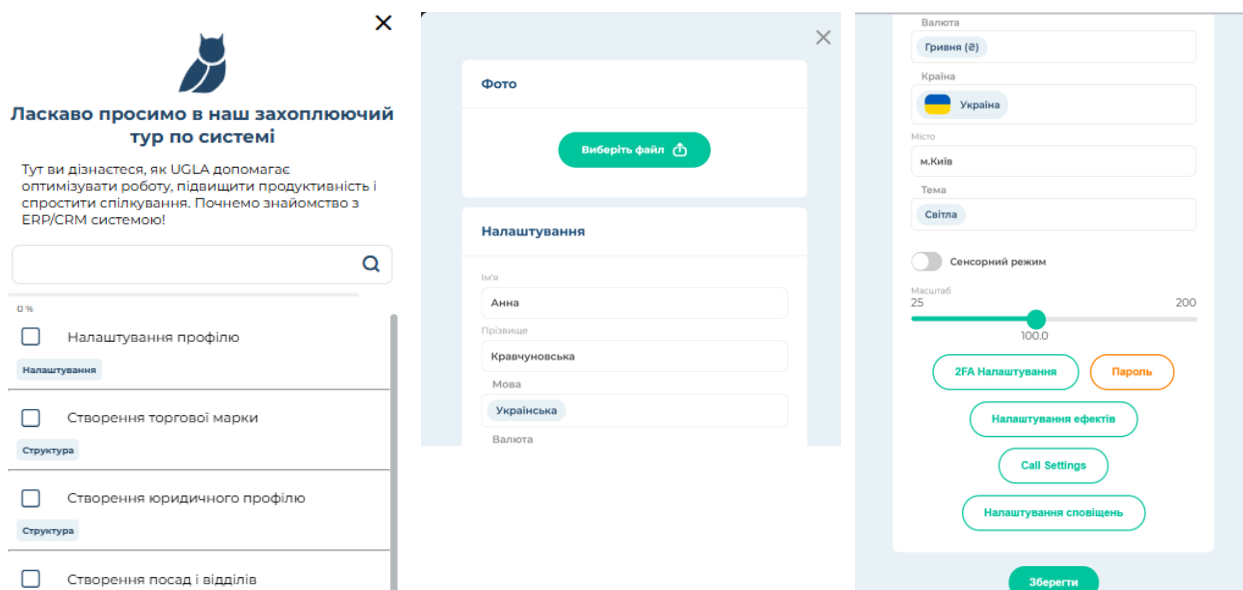 Ласкаво просимо в наш захоплюючий
тур по системі
Тут ви дізнаєтеся, як UGLA допомагає
оптимізувати роботу, підвищити продуктивність і
спростити спілкування. Почнемо знайомство з
ERP/CRM системою!
0 %
Налаштування профілю
Налаштування
Створення торгової марки
Структура
Створення юридичного профілю
Структура
Створення посад і відділів
Фото
Виберіть файл
Налаштування
Ім'я
Анна
Прізвище
Кравчуновська
Мова
Українська
Валюта
Валюта
Гривня (₴)
Країна
Україна
Місто
м.Київ
Тема
Світла
Сенсорний режим
Масштаб
25 200
100.0
2FA Налаштування Пароль
Налаштування ефектів
Call Settings
Налаштування сповіщень
Зберегти